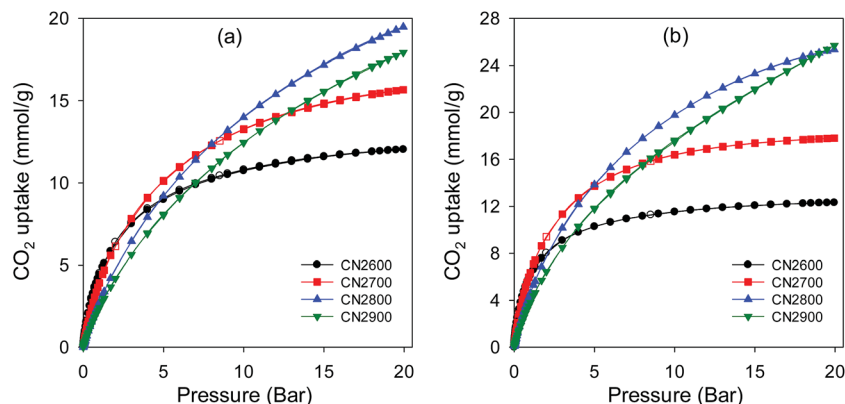 (a)
CO₂ uptake (mmol/g)
20
15
10
5
0
CN2600
CN2700
CN2800
CN2900
0 5 10 15 20
Pressure (Bar)
(b)
CO₂ uptake (mmol/g)
28
24
20
16
12
8
4
0
CN2600
CN2700
CN2800
CN2900
0 5 10 15 20
Pressure (Bar)